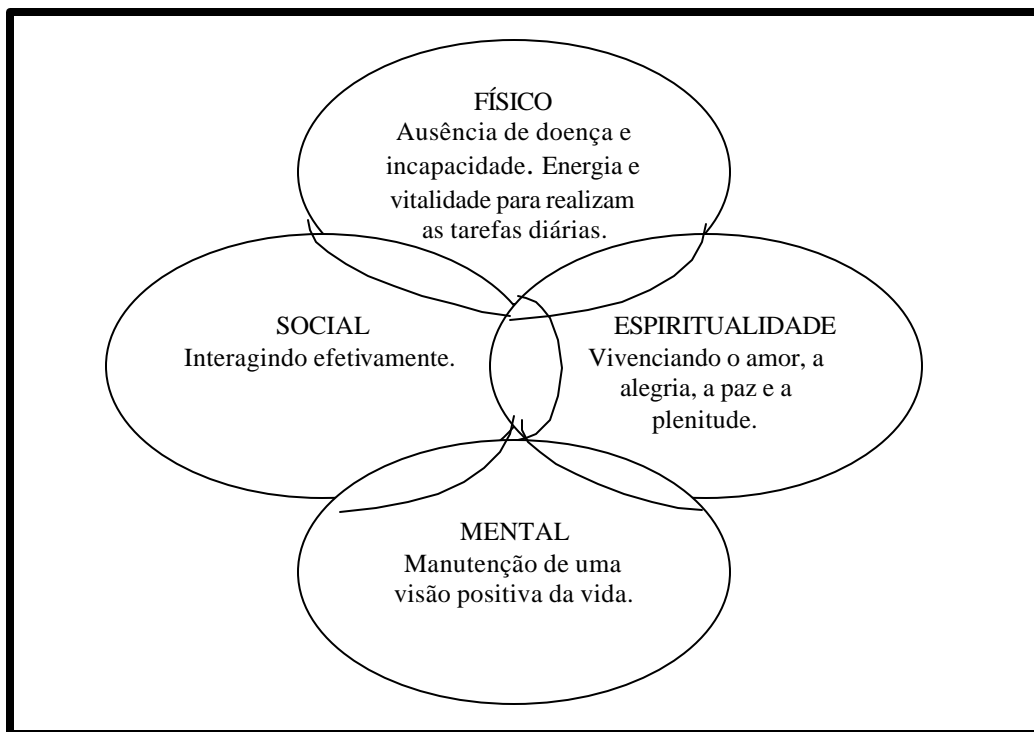 FÍSICO
Ausência de doença e
incapacidade. Energia e
vitalidade para realizam
as tarefas diárias.
SOCIAL
Interagindo efetivamente.
ESPIRITUALIDADE
Vivenciando o amor, a
alegria, a paz e a
plenitude.
MENTAL
Manutenção de uma
visão positiva da vida.